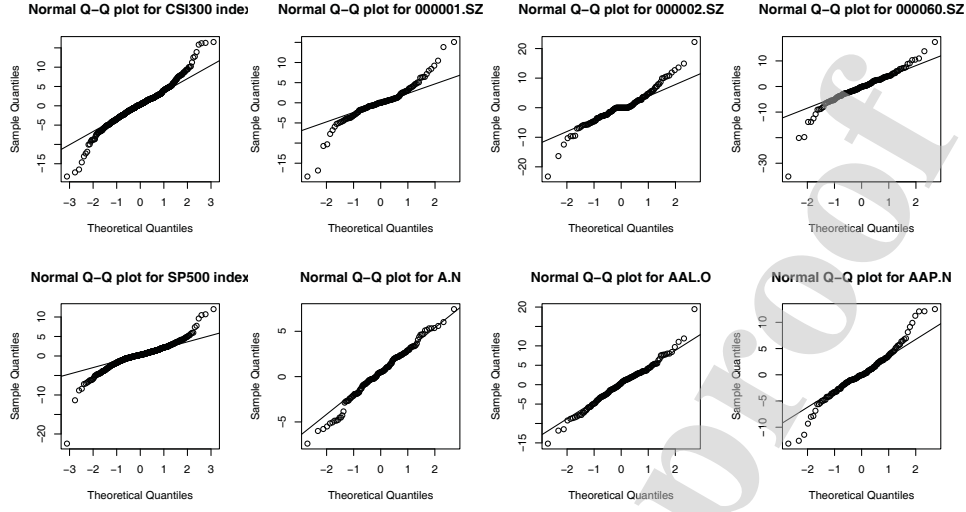 Normal Q−Q plot for CSI300 index
Normal Q−Q plot for 000001.SZ
Normal Q−Q plot for 000002.SZ
Normal Q−Q plot for 000060.SZ
Sample Quantiles
−15
−5
0
5
10
−3 −2 −1 0 1 2 3
Theoretical Quantiles
Sample Quantiles
−15
−5
0
5
10
−2 −1 0 1 2
Theoretical Quantiles
Sample Quantiles
−20
−10
0
10
20
−2 −1 0 1 2
Theoretical Quantiles
Sample Quantiles
−30
−10
0
10
−2 −1 0 1 2
Theoretical Quantiles
Normal Q−Q plot for SP500 index
Normal Q−Q plot for A.N
Normal Q−Q plot for AAL.O
Normal Q−Q plot for AAP.N
Sample Quantiles
−20
−10
−5
0
5
10
−3 −2 −1 0 1 2 3
Theoretical Quantiles
Sample Quantiles
−5
0
5
−2 −1 0 1 2
Theoretical Quantiles
Sample Quantiles
−15
−5
0
5
10
20
−2 −1 0 1 2
Theoretical Quantiles
Sample Quantiles
−10
−5
0
5
10
−2 −1 0 1 2
Theoretical Quantiles
proof